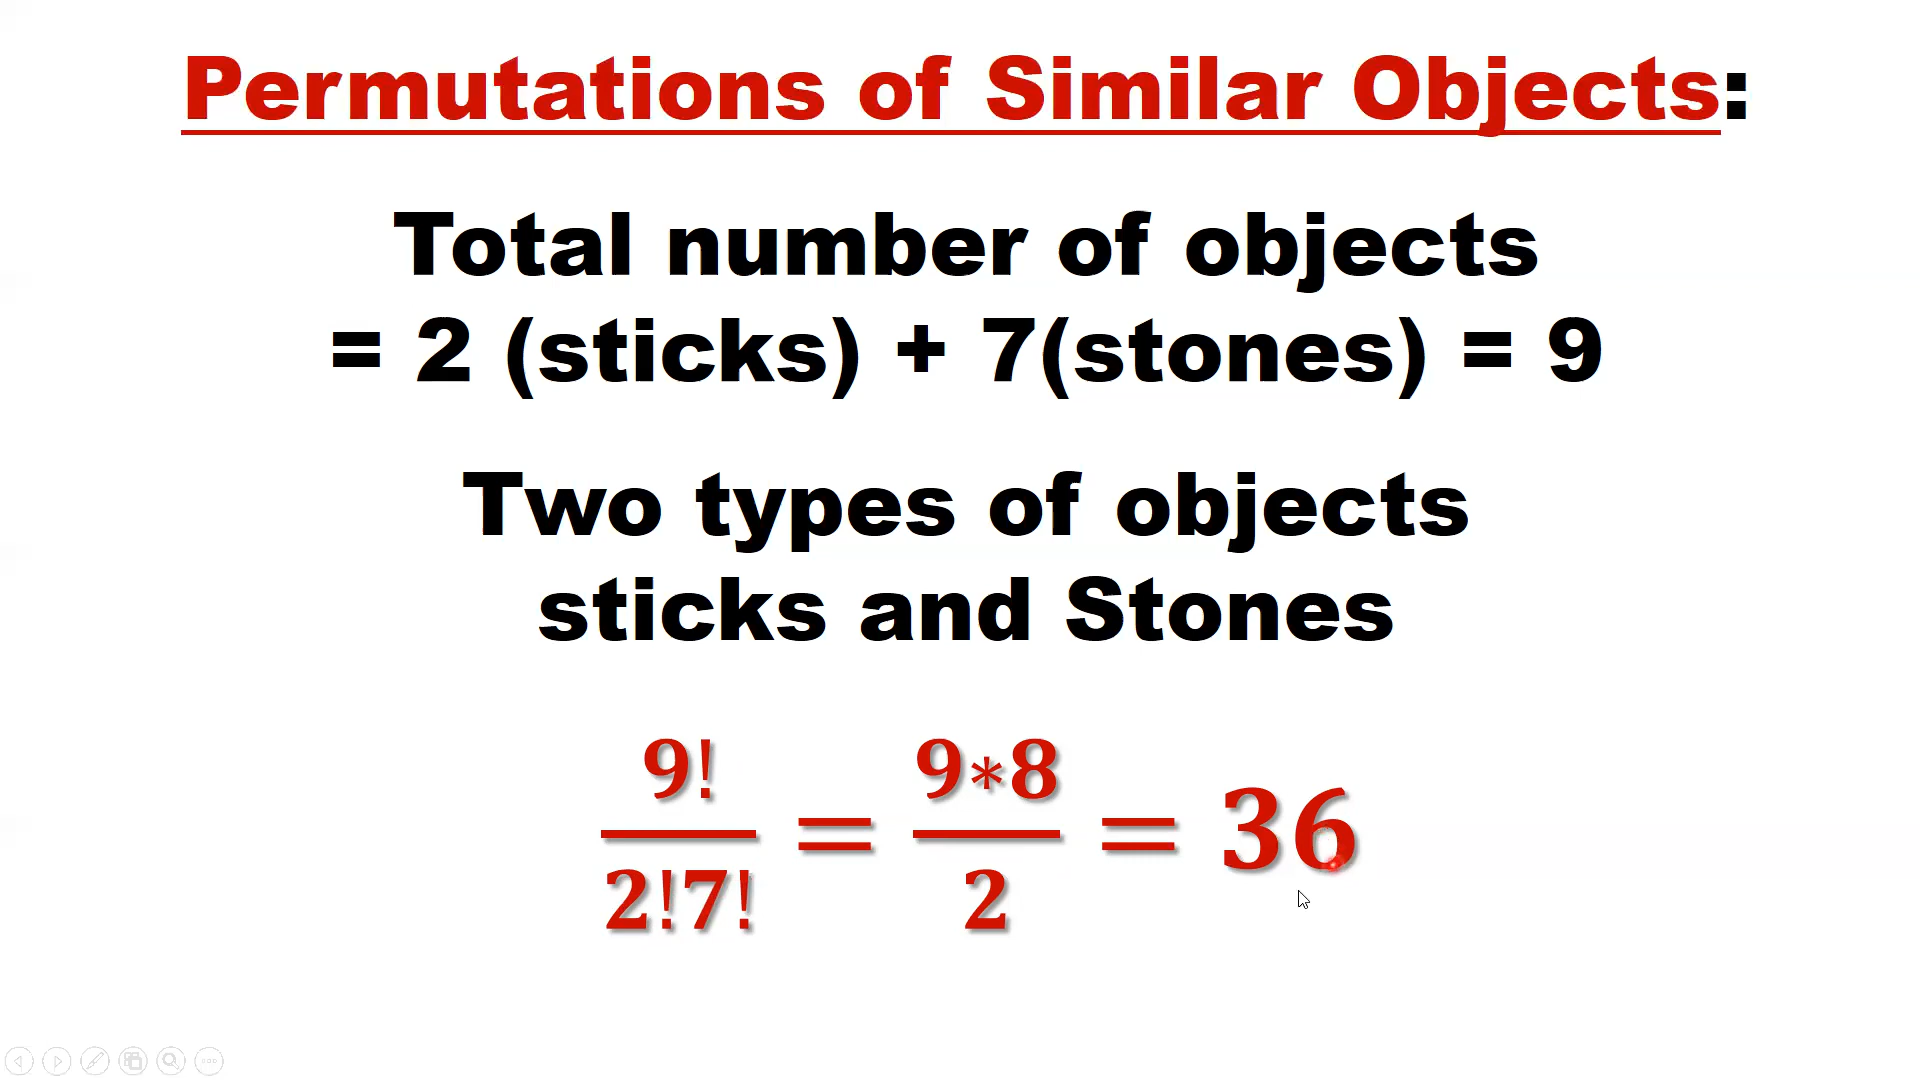 Permutations of Similar Objects:
Total number of objects
= 2 (sticks) + 7(stones) = 9
Two types of objects
sticks and Stones
9!/2!7! = 9*8/2 = 36